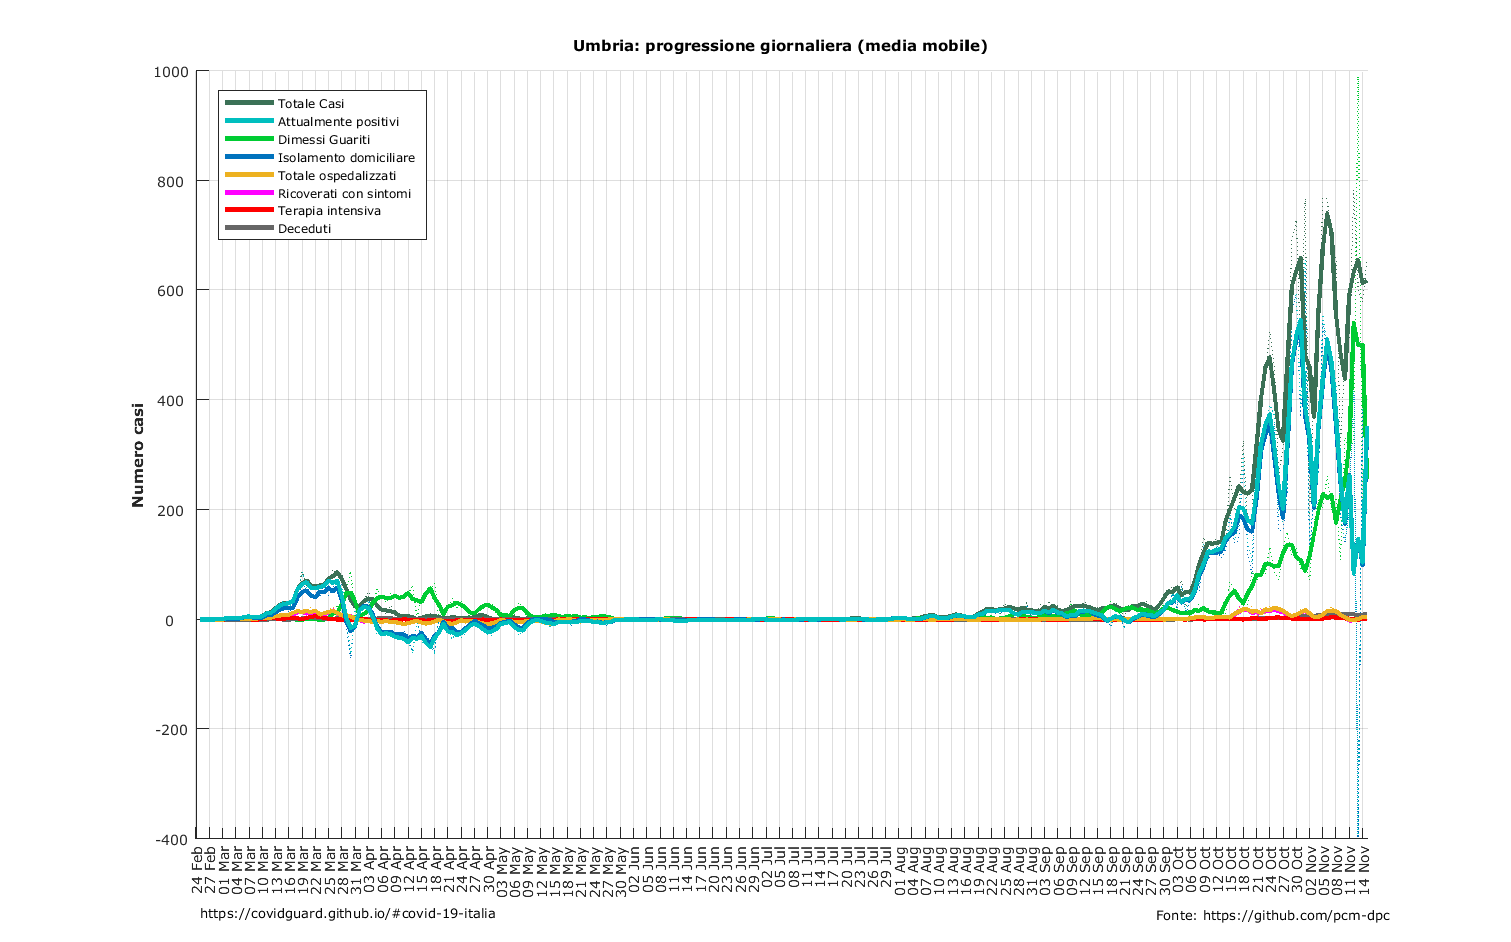 Umbria: progressione giornaliera (media mobile)
1000
800
600
400
200
0
-200
-400
Numero casi
Totale Casi
Attualmente positivi
Dimessi Guariti
Isolamento domiciliare
Totale ospedalizzati
Ricoverati con sintomi
Terapia intensiva
Deceduti
24 Feb
27 Feb
01 Mar
04 Mar
07 Mar
10 Mar
13 Mar
16 Mar
19 Mar
22 Mar
25 Mar
28 Mar
31 Mar
03 Apr
06 Apr
09 Apr
12 Apr
15 Apr
18 Apr
21 Apr
24 Apr
27 Apr
30 Apr
03 May
06 May
09 May
12 May
15 May
18 May
21 May
24 May
27 May
30 May
02 Jun
05 Jun
08 Jun
11 Jun
14 Jun
17 Jun
20 Jun
23 Jun
26 Jun
29 Jun
02 Jul
05 Jul
08 Jul
11 Jul
14 Jul
17 Jul
20 Jul
23 Jul
26 Jul
29 Jul
01 Aug
04 Aug
07 Aug
10 Aug
13 Aug
16 Aug
19 Aug
22 Aug
25 Aug
28 Aug
31 Aug
03 Sep
06 Sep
09 Sep
12 Sep
15 Sep
18 Sep
21 Sep
24 Sep
27 Sep
30 Sep
03 Oct
06 Oct
09 Oct
12 Oct
15 Oct
18 Oct
21 Oct
24 Oct
27 Oct
30 Oct
02 Nov
05 Nov
08 Nov
11 Nov
14 Nov
https://covidguard.github.io/#covid-19-italia
Fonte: https://github.com/pcm-dpc